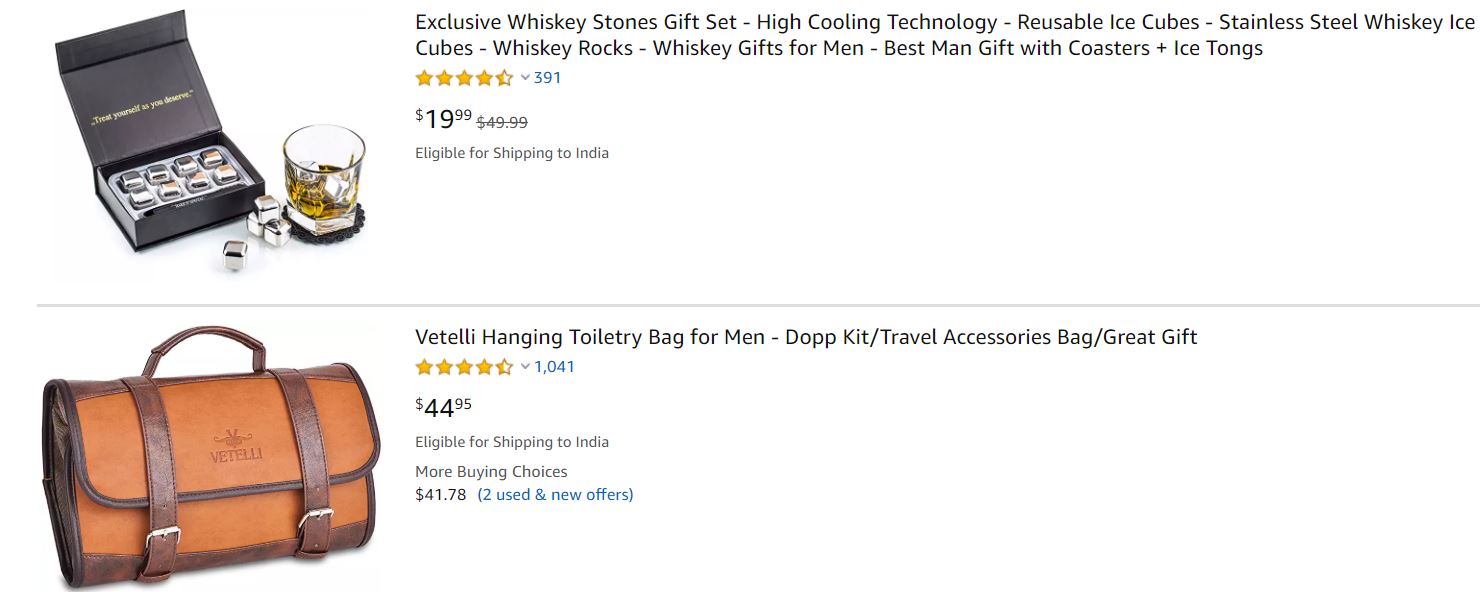 „Treat yourself as you deserve.”
Exclusive Whiskey Stones Gift Set - High Cooling Technology - Reusable Ice Cubes - Stainless Steel Whiskey Ice
Cubes - Whiskey Rocks - Whiskey Gifts for Men - Best Man Gift with Coasters + Ice Tongs
391
$19.99 $49.99
Eligible for Shipping to India
VETELLI
Vetelli Hanging Toiletry Bag for Men - Dopp Kit/Travel Accessories Bag/Great Gift
1,041
$44.95
Eligible for Shipping to India
More Buying Choices
$41.78 (2 used & new offers)